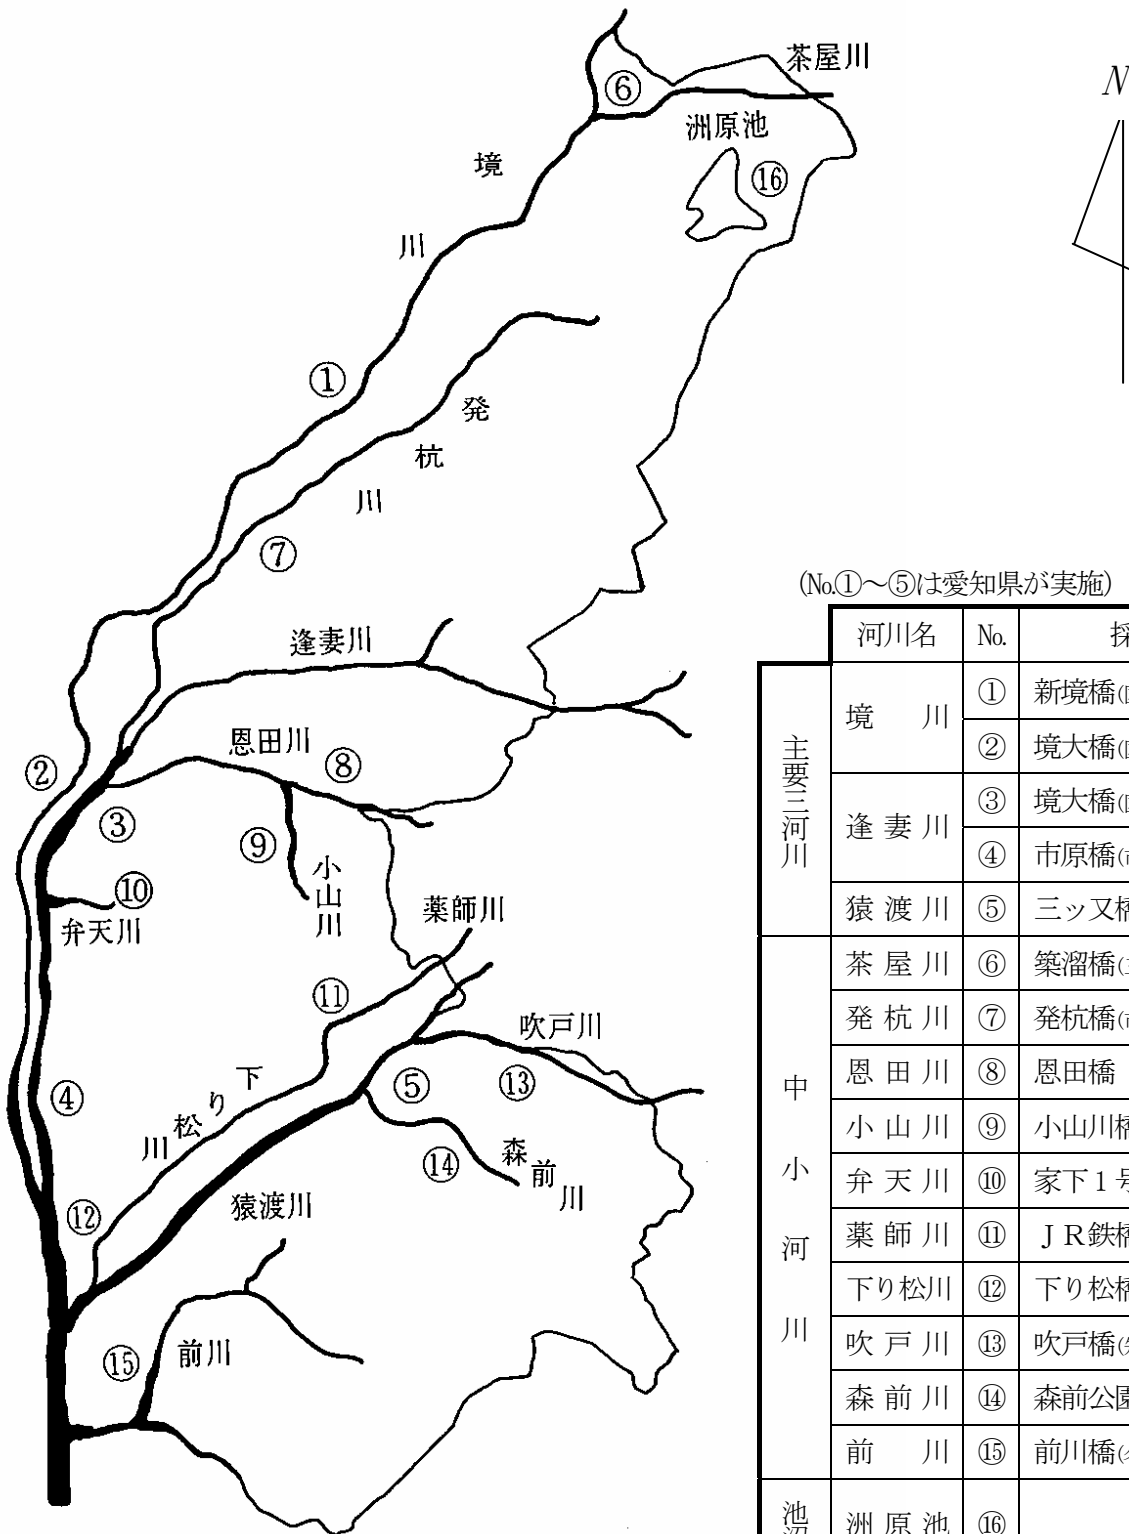 茶屋川
N
⑥
洲原池
⑯
境川
①
発杭川
⑦
逢妻川
恩田川
②
⑧
③
⑨
小山川
⑩
弁天川
薬師川
⑪
吹戸川
④
下り松川
⑤
⑬
⑭
森前川
⑫
猿渡川
⑮
前川
(No.①～⑤は愛知県が実施)
河川名 No. 採
主要三河川
境川 ① 新境橋
② 境大橋
逢妻川 ③ 境大橋
④ 市原橋
猿渡川 ⑤ 三ッ又橋
中小河川
茶屋川 ⑥ 築溜橋
発杭川 ⑦ 発杭橋
恩田川 ⑧ 恩田橋
小山川 ⑨ 小山川橋
弁天川 ⑩ 家下1号
薬師川 ⑪ JR鉄橋
下り松川 ⑫ 下り松橋
吹戸川 ⑬ 吹戸橋
森前川 ⑭ 森前公園
前川 ⑮ 前川橋
池沼
洲原池 ⑯